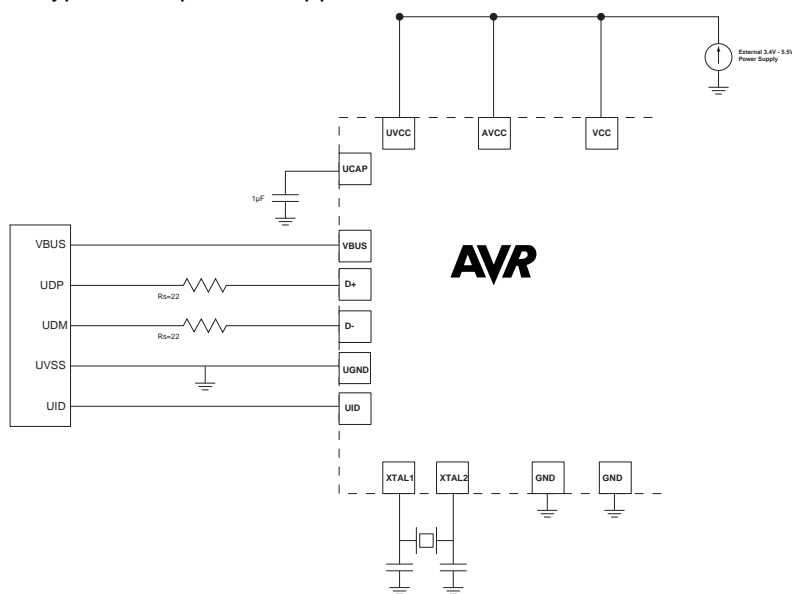 External 3.4V - 5.5V
Power Supply
UVCC
AVCC
VCC
UCAP
1µF
VBUS
VBUS
AVR
UDP
Rs=22
D+
UDM
Rs=22
D-
UVSS
UGND
UID
UID
XTAL1
XTAL2
GND
GND